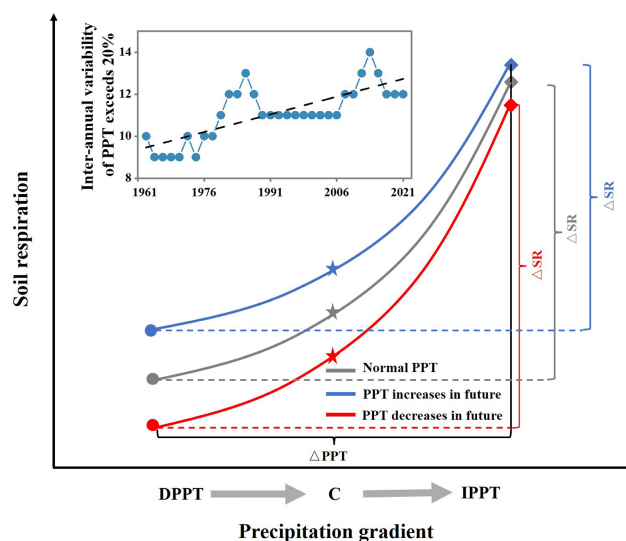 Inter-annual variability
of PPT exceeds 20%
14
12
10
8
1961
1976
1991
2006
2021
Soil respiration
△SR
△SR
△SR
Normal PPT
PPT increases in future
PPT decreases in future
△PPT
DPPT
C
IPPT
Precipitation gradient